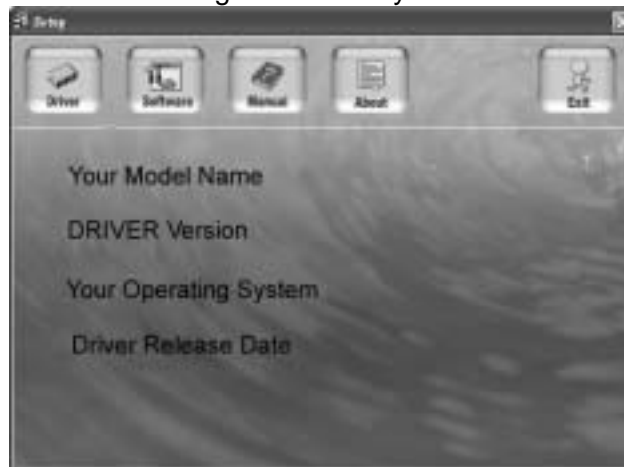 Setup
Driver
Software
Manual
About
Exit
Your Model Name
DRIVER Version
Your Operating System
Driver Release Date